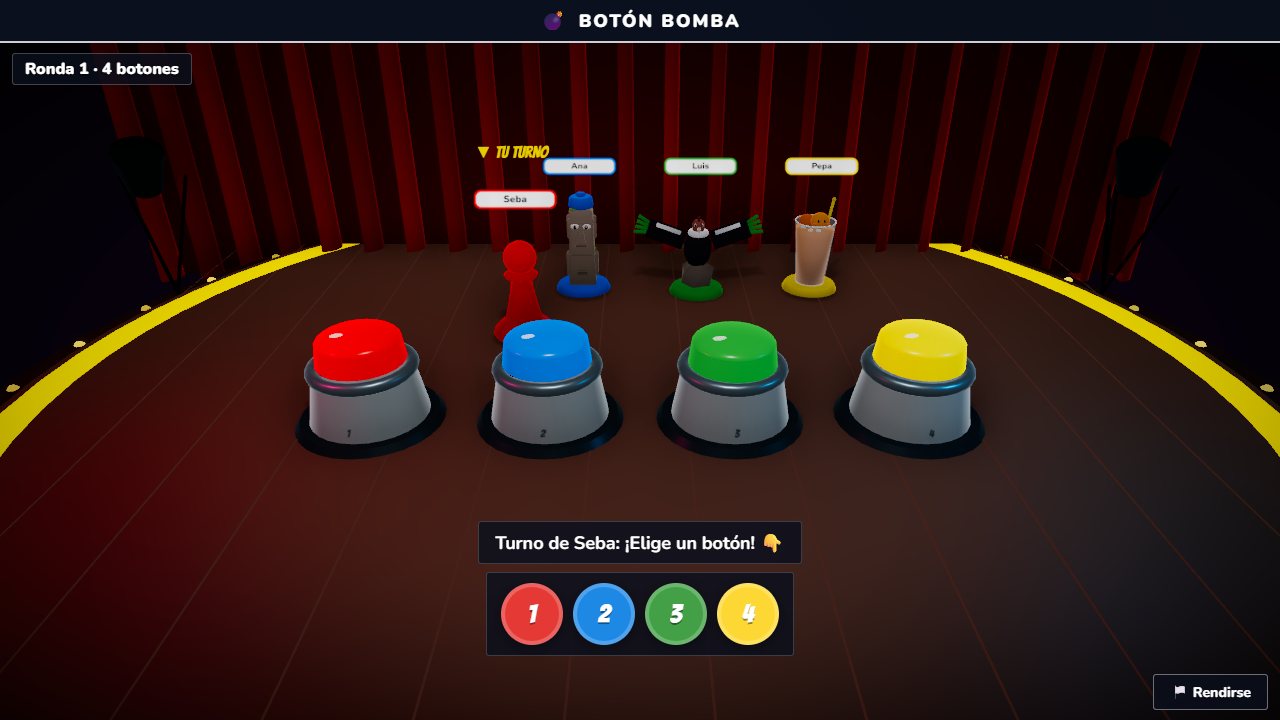 BOTÓN BOMBA
Ronda 1 · 4 botones
▼ TU TURNO
Ana
Luis
Pepa
Seba
1
2
3
4
Turno de Seba: ¡Elige un botón! 👇
1 2 3 4
Rendirse